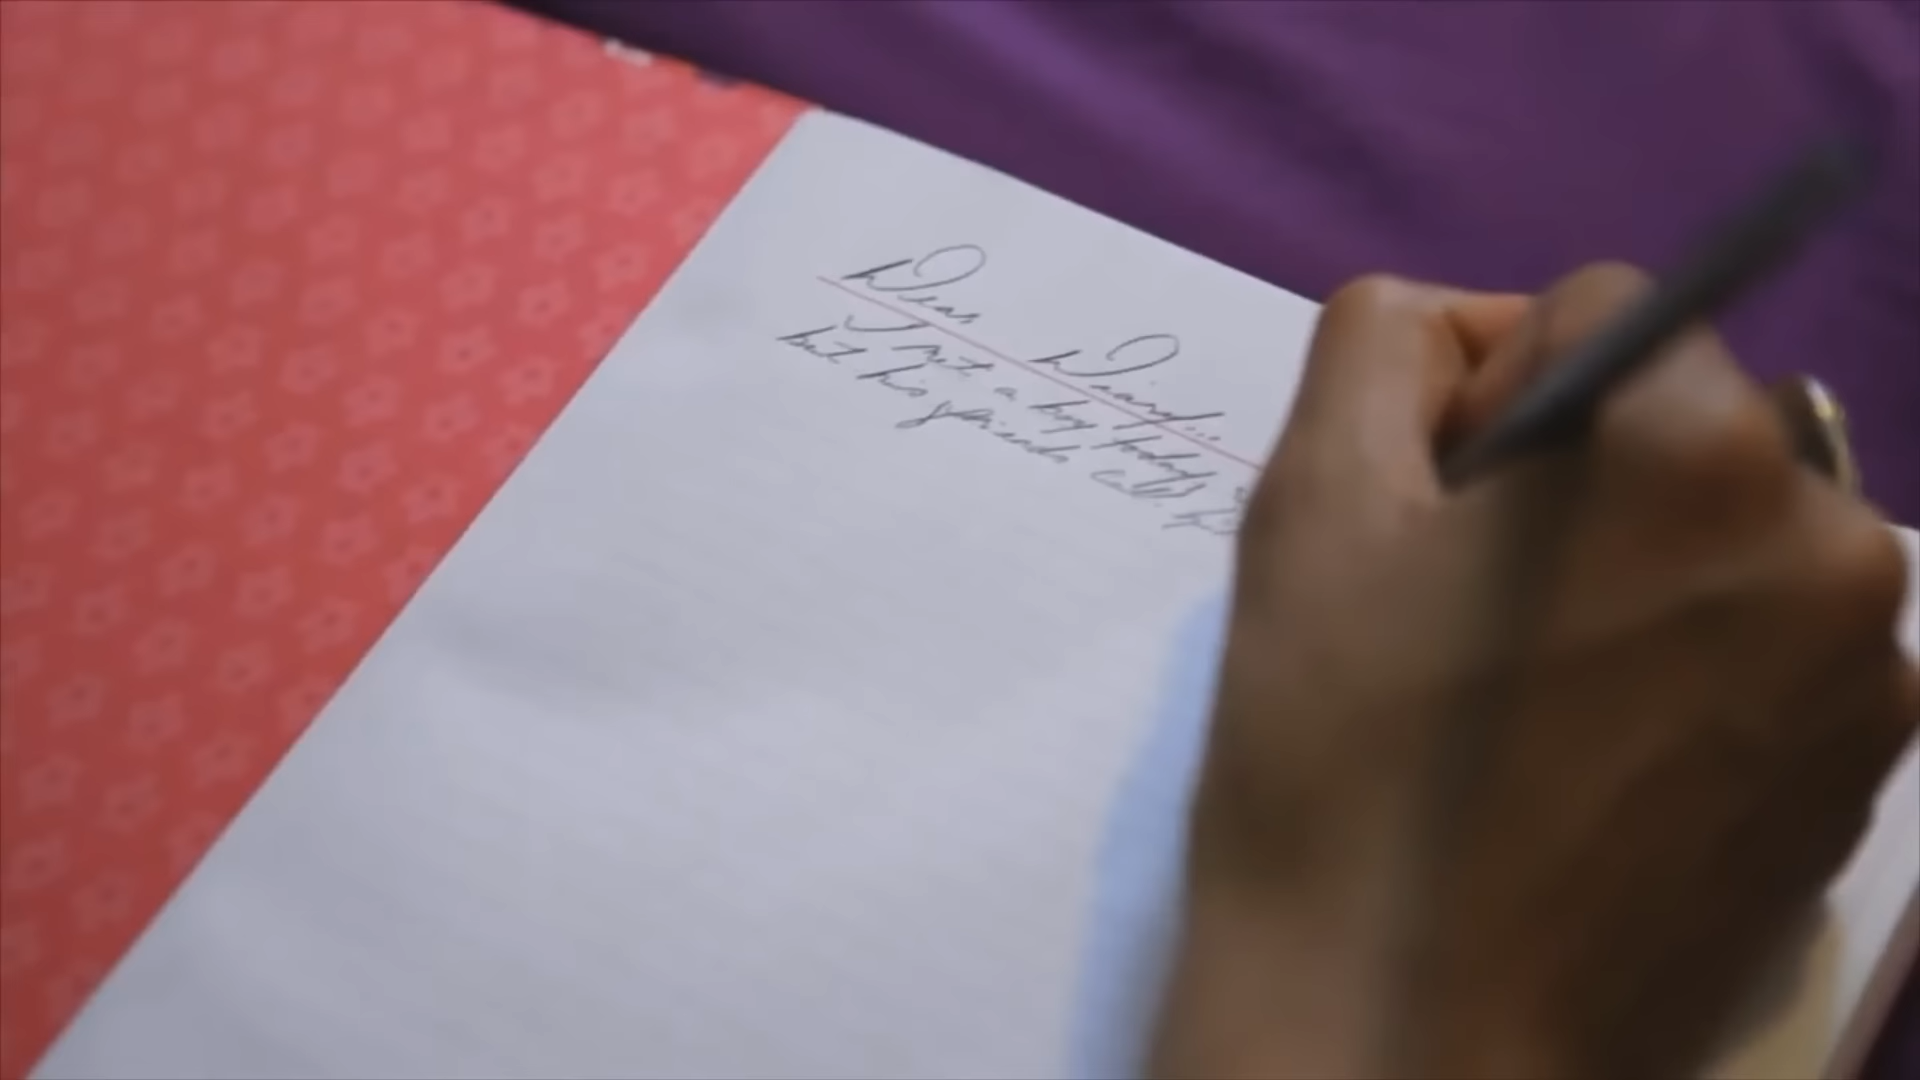 Dear Diary...
I met a boy today,
but his friends call